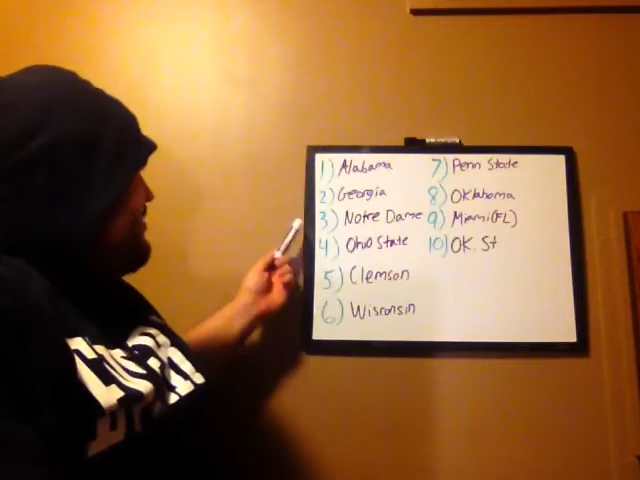 1) Alabama
2) Georgia
3) Notre Dame
4) Ohio State
5) Clemson
6) Wisconsin
7) Penn State
8) Oklahoma
9) Miami(FL)
10) OK. St